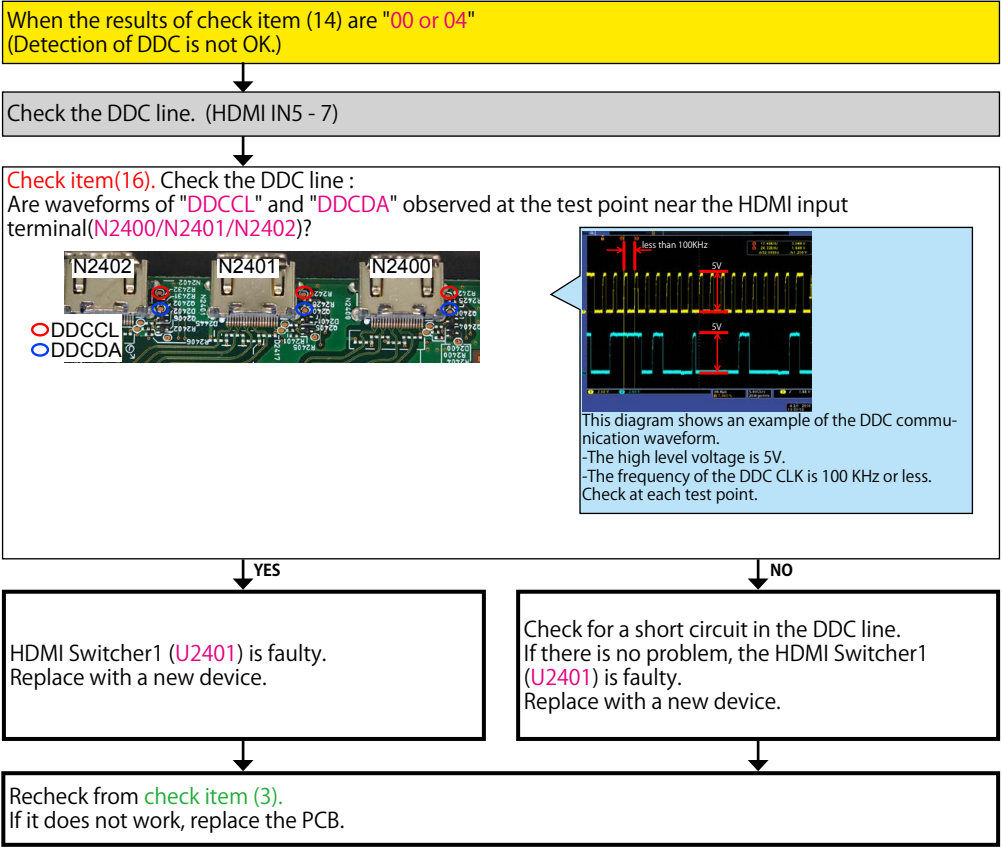 When the results of check item (14) are "00 or 04"
(Detection of DDC is not OK.)
Check the DDC line.  (HDMI IN5 - 7)
Check item(16). Check the DDC line :
Are waveforms of "DDCCL" and "DDCDA" observed at the test point near the HDMI input
terminal(N2400/N2401/N2402)?
N2402 N2401 N2400
DDCCL
DDCDA
less than 100KHz
5V
5V
This diagram shows an example of the DDC commu-
nication waveform.
-The high level voltage is 5V.
-The frequency of the DDC CLK is 100 KHz or less.
Check at each test point.
YES
NO
HDMI Switcher1 (U2401) is faulty.
Replace with a new device.
Check for a short circuit in the DDC line.
If there is no problem, the HDMI Switcher1
(U2401) is faulty.
Replace with a new device.
Recheck from check item (3).
If it does not work, replace the PCB.